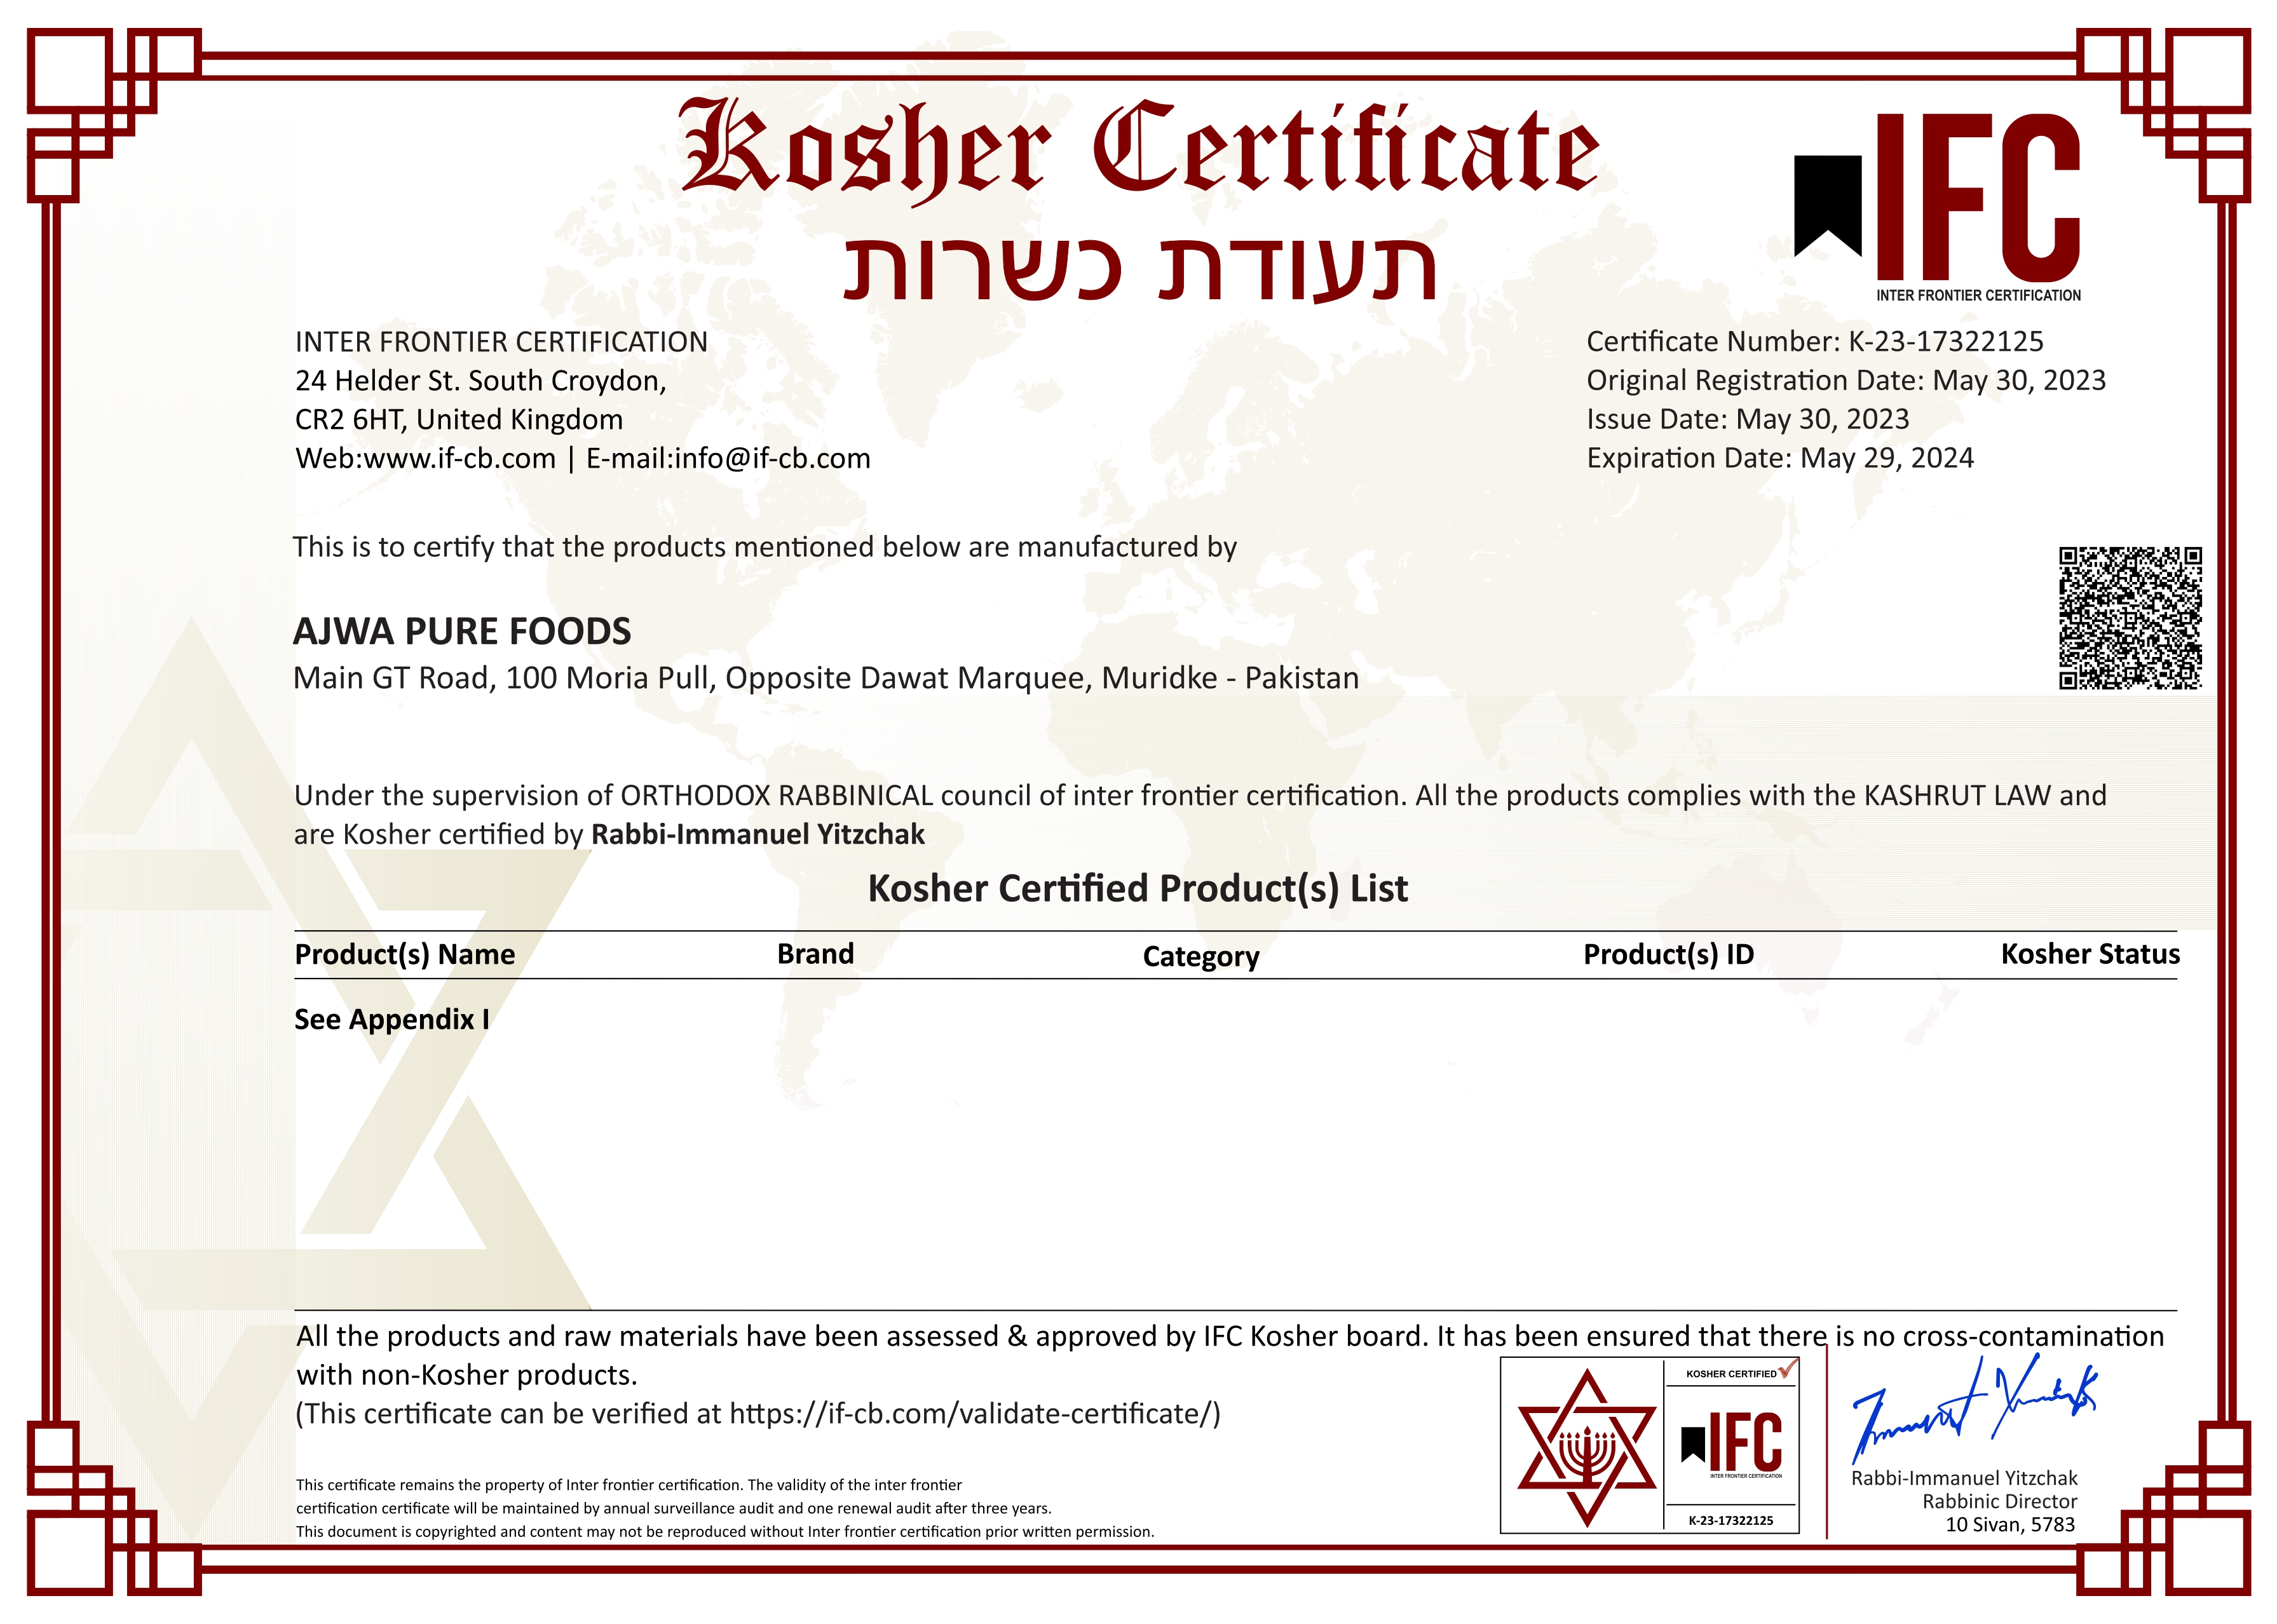 Kosher Certificate
תעודת כשרות
IFC
INTER FRONTIER CERTIFICATION
INTER FRONTIER CERTIFICATION
24 Helder St. South Croydon,
CR2 6HT, United Kingdom
Web:www.if-cb.com | E-mail:info@if-cb.com
Certificate Number: K-23-17322125
Original Registration Date: May 30, 2023
Issue Date: May 30, 2023
Expiration Date: May 29, 2024
This is to certify that the products mentioned below are manufactured by
AJWA PURE FOODS
Main GT Road, 100 Moria Pull, Opposite Dawat Marquee, Muridke - Pakistan
Under the supervision of ORTHODOX RABBINICAL council of inter frontier certification. All the products complies with the KASHRUT LAW and
are Kosher certified by Rabbi-Immanuel Yitzchak
Kosher Certified Product(s) List
Product(s) Name Brand Category Product(s) ID Kosher Status
See Appendix I
All the products and raw materials have been assessed & approved by IFC Kosher board. It has been ensured that there is no cross-contamination
with non-Kosher products.
(This certificate can be verified at https://if-cb.com/validate-certificate/)
This certificate remains the property of Inter frontier certification. The validity of the inter frontier
certification certificate will be maintained by annual surveillance audit and one renewal audit after three years.
This document is copyrighted and content may not be reproduced without Inter frontier certification prior written permission.
KOSHER CERTIFIED
IFC
INTER FRONTIER CERTIFICATION
K-23-17322125
Rabbi-Immanuel Yitzchak
Rabbinic Director
10 Sivan, 5783